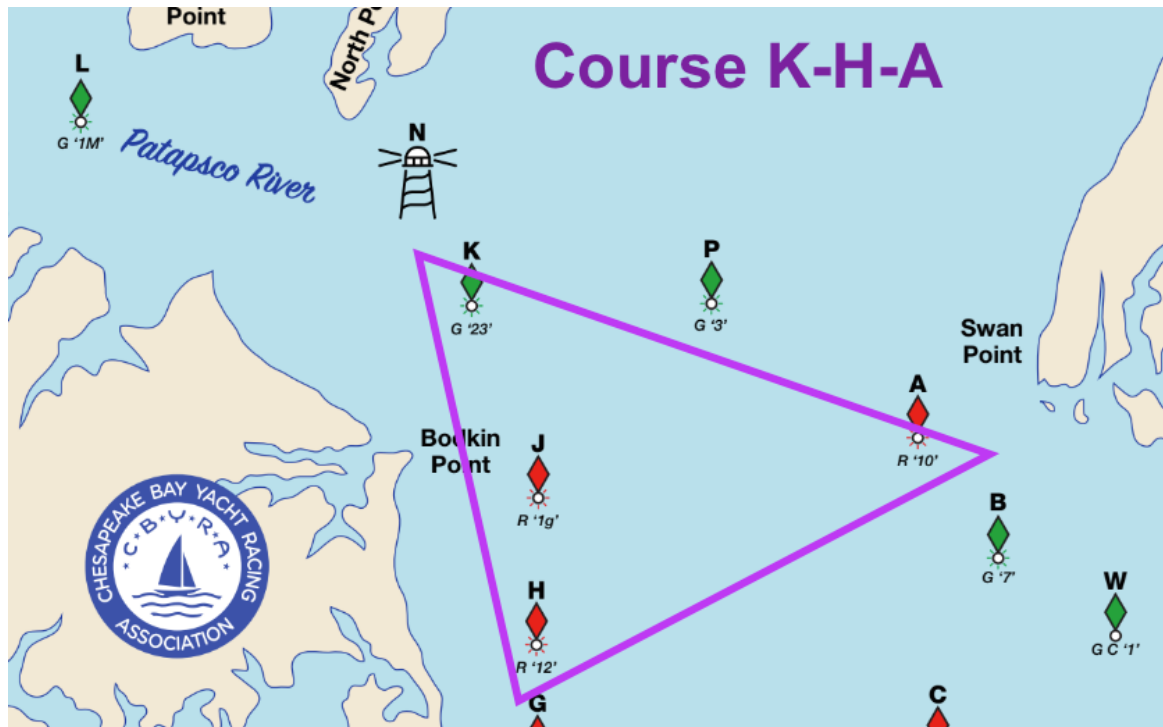 Point
North Po
Course K-H-A
L
G '1M'
Patapsco River
N
K
G '23'
P
G '3'
Swan
Point
A
R '10'
Bodkin
Point
J
R '1g'
B
G '7'
W
G C '1'
H
R '12'
G
C
CHESAPEAKE BAY YACHT RACING
ASSOCIATION
C★B★Y★R★A